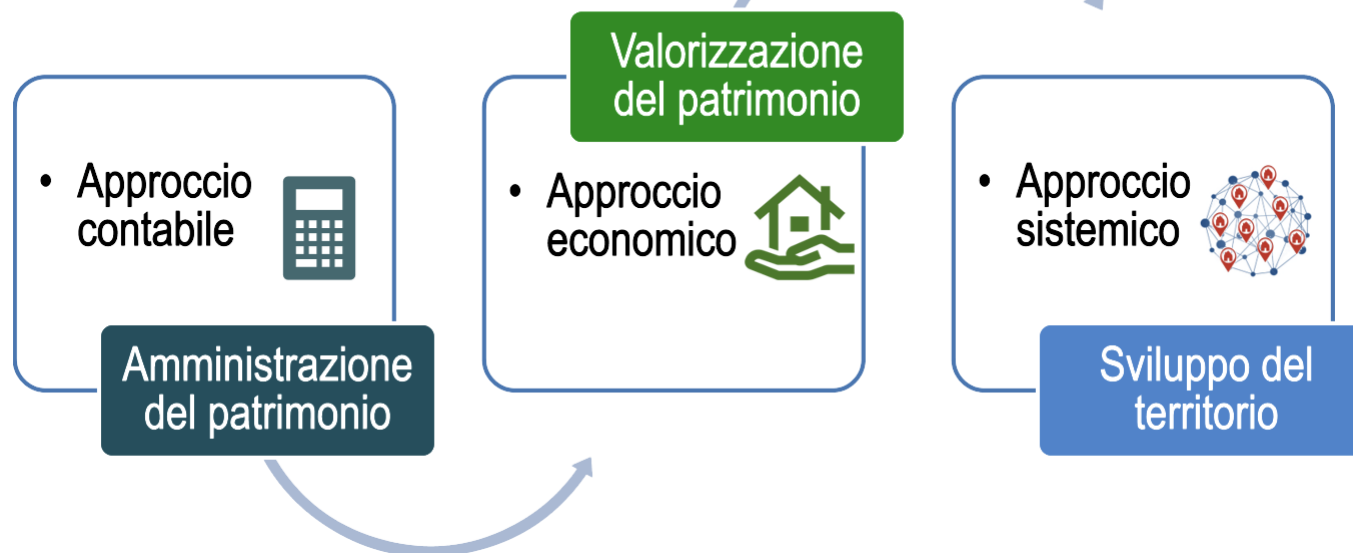 • Approccio
contabile
Amministrazione
del patrimonio
Valorizzazione
del patrimonio
• Approccio
economico
• Approccio
sistemico
Sviluppo del
territorio